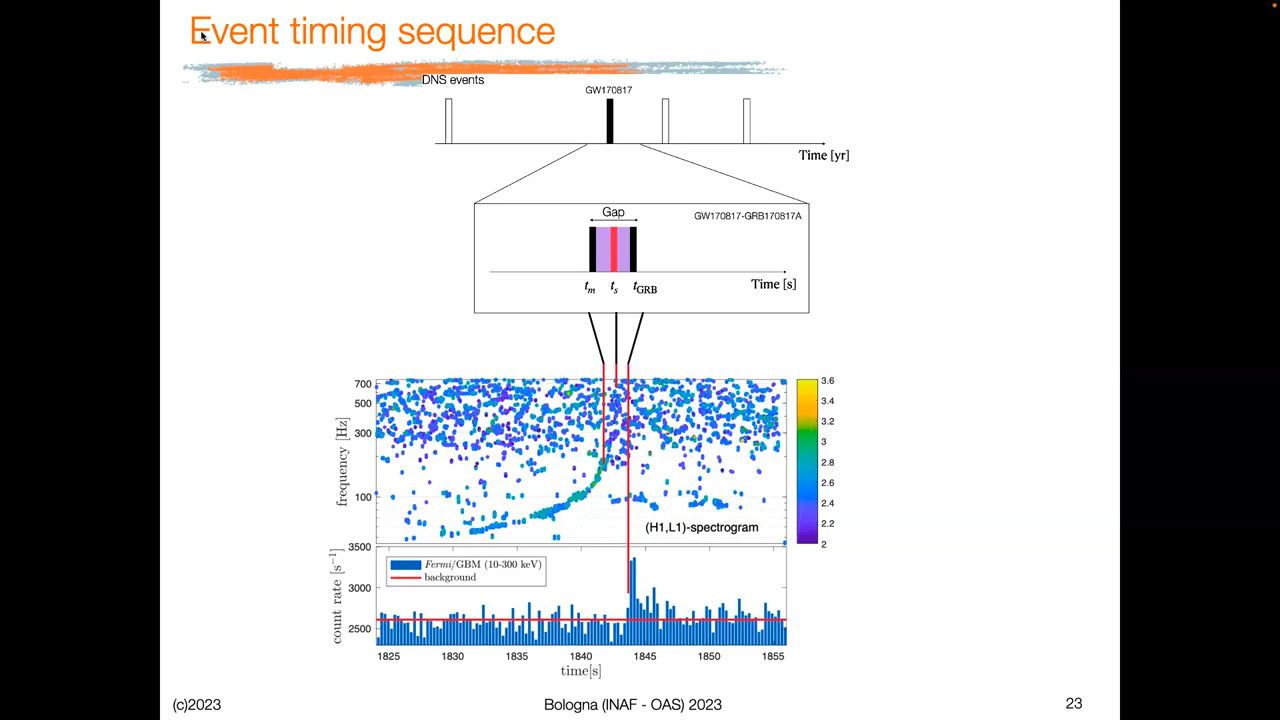 Event timing sequence
DNS events
GW170817
Time [yr]
Gap
GW170817-GRB170817A
Time [s]
t_m t_s t_GRB
700
500
300
100
frequency [Hz]
(H1,L1)-spectrogram
3.6
3.4
3.2
3
2.8
2.6
2.4
2.2
2
3500
3000
2500
count rate [s⁻¹]
Fermi/GBM (10-300 keV)
background
1825 1830 1835 1840 1845 1850 1855
time[s]
(c)2023
Bologna (INAF - OAS) 2023
23